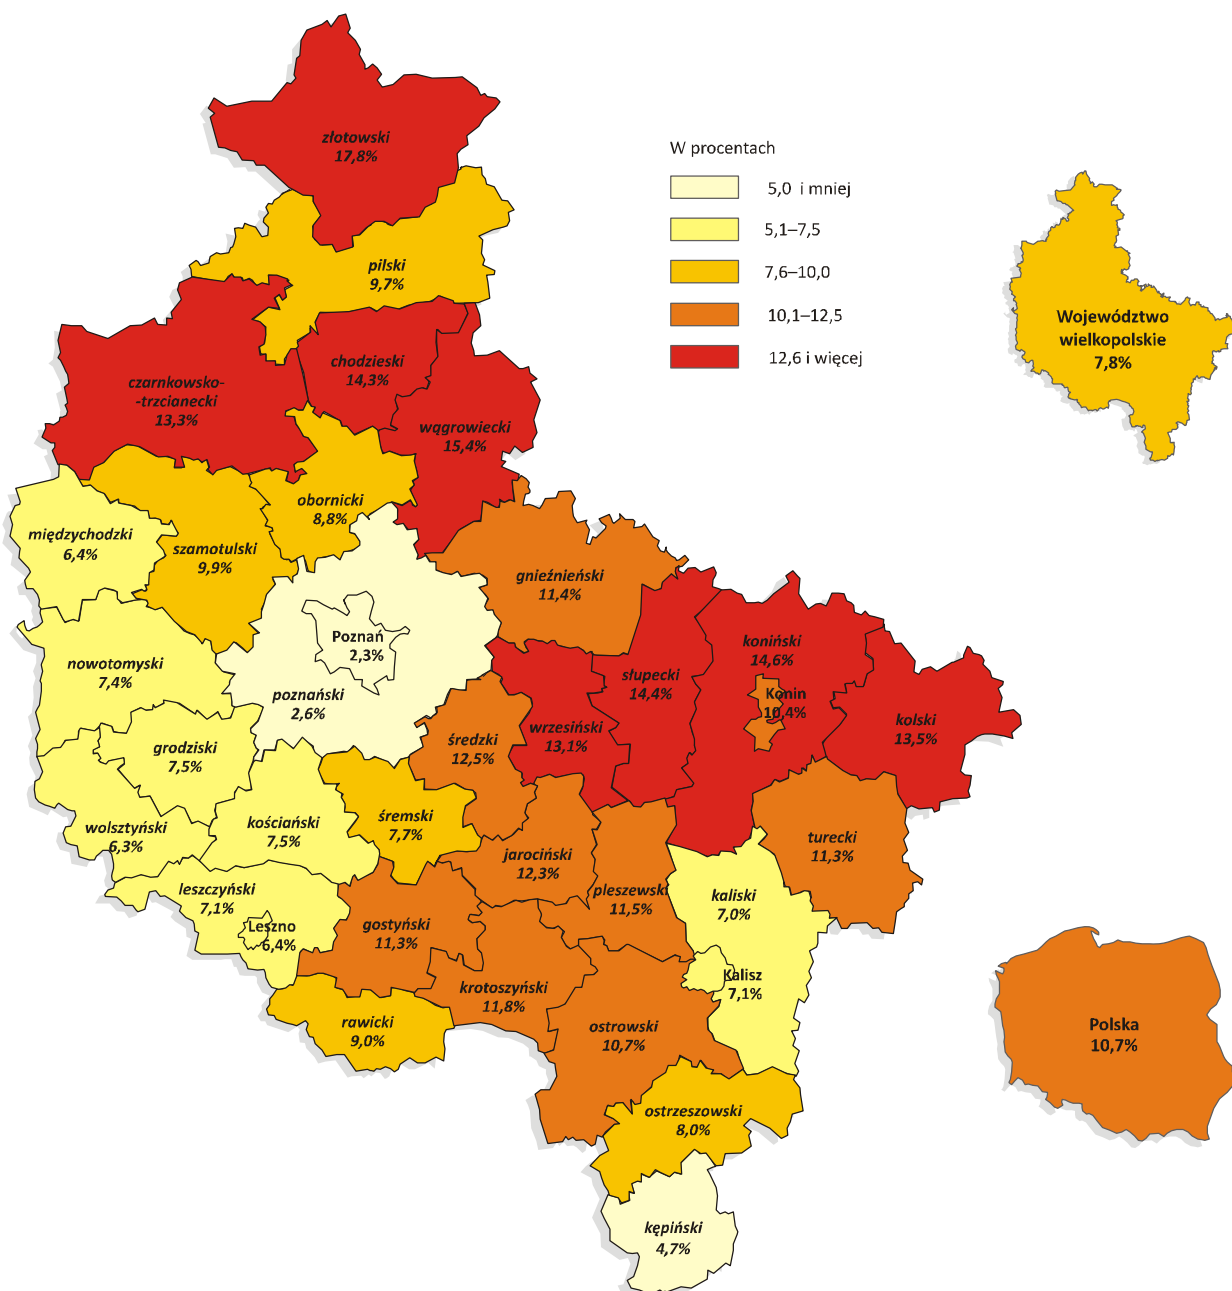 złotowski
17,8%
W procentach
5,0 i mniej
5,1–7,5
7,6–10,0
10,1–12,5
12,6 i więcej
pilski
9,7%
Województwo
wielkopolskie
7,8%
chodzieski
14,3%
czarnkowsko-
-trzcianecki
13,3%
wągrowiecki
15,4%
obornicki
8,8%
międzychodzki
6,4%
szamotulski
9,9%
gnieźnieński
11,4%
Poznań
2,3%
poznański
2,6%
nowotomyski
7,4%
koniński
14,6%
słupecki
14,4%
Konin
10,4%
kolski
13,5%
wrzesiński
13,1%
średzki
12,5%
grodziski
7,5%
kościański
7,5%
śremski
7,7%
wolsztyński
6,3%
turecki
11,3%
jarociński
12,3%
leszczyński
7,1%
pleszewski
11,5%
kaliski
7,0%
Leszno
6,4%
gostyński
11,3%
Kalisz
7,1%
krotoszyński
11,8%
rawicki
9,0%
ostrowski
10,7%
Polska
10,7%
ostrzeszowski
8,0%
kępiński
4,7%